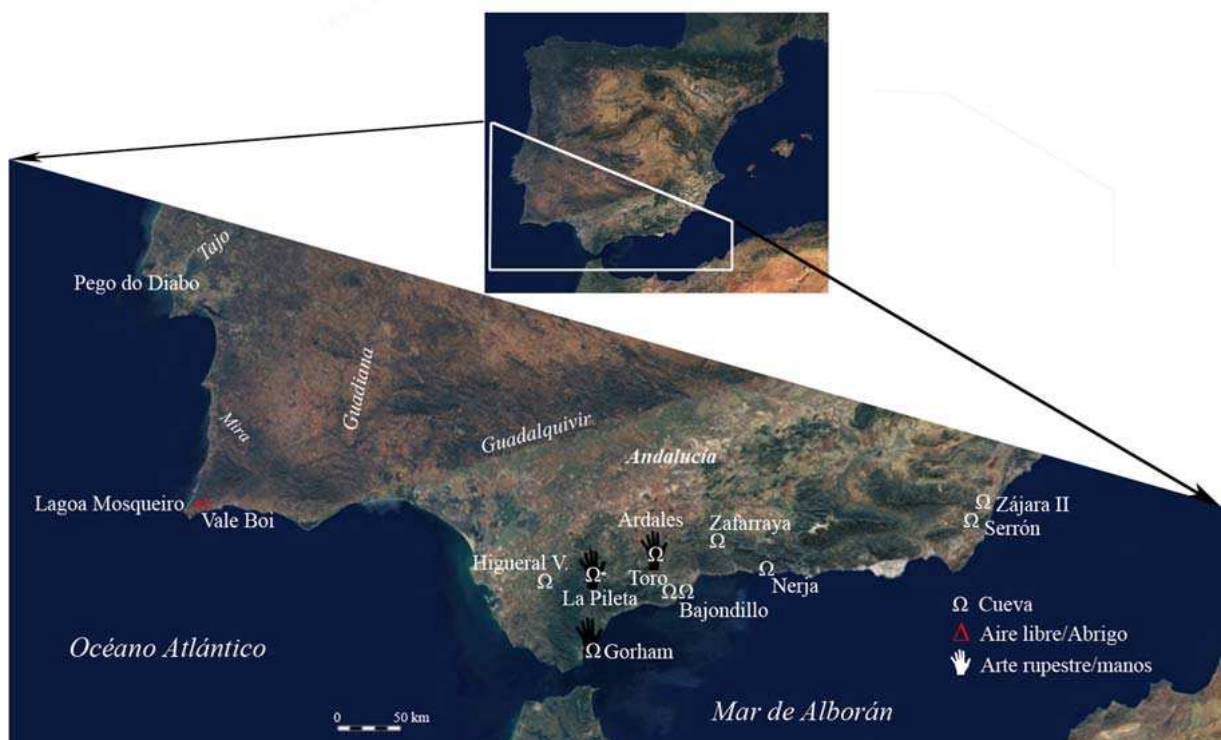 Tajo
Pego do Diabo
Guadiana
Mira
Guadalquivir
Andalucía
Lagoa Mosqueiro
Vale Boi
Ardales
Zafarraya
Ω Zájara II
Ω Serrón
Higueral V.
Ω
Ω
Toro
Ω
Ω
La Pileta
ΩΩ
Bajondillo
Ω
Nerja
Ω Gorham
Ω Cueva
Δ Aire libre/Abrigo
Arte rupestre/manos
Océano Atlántico
0 50 km
Mar de Alborán